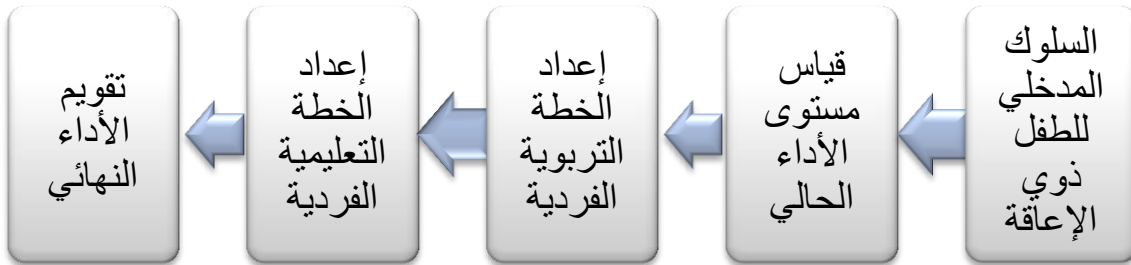 السلوك
المدخلي
للطفل
ذوي
الإعاقة
قياس
مستوى
الأداء
الحالي
إعداد
الخطة
التربوية
الفردية
إعداد
الخطة
التعليمية
الفردية
تقويم
الأداء
النهائي